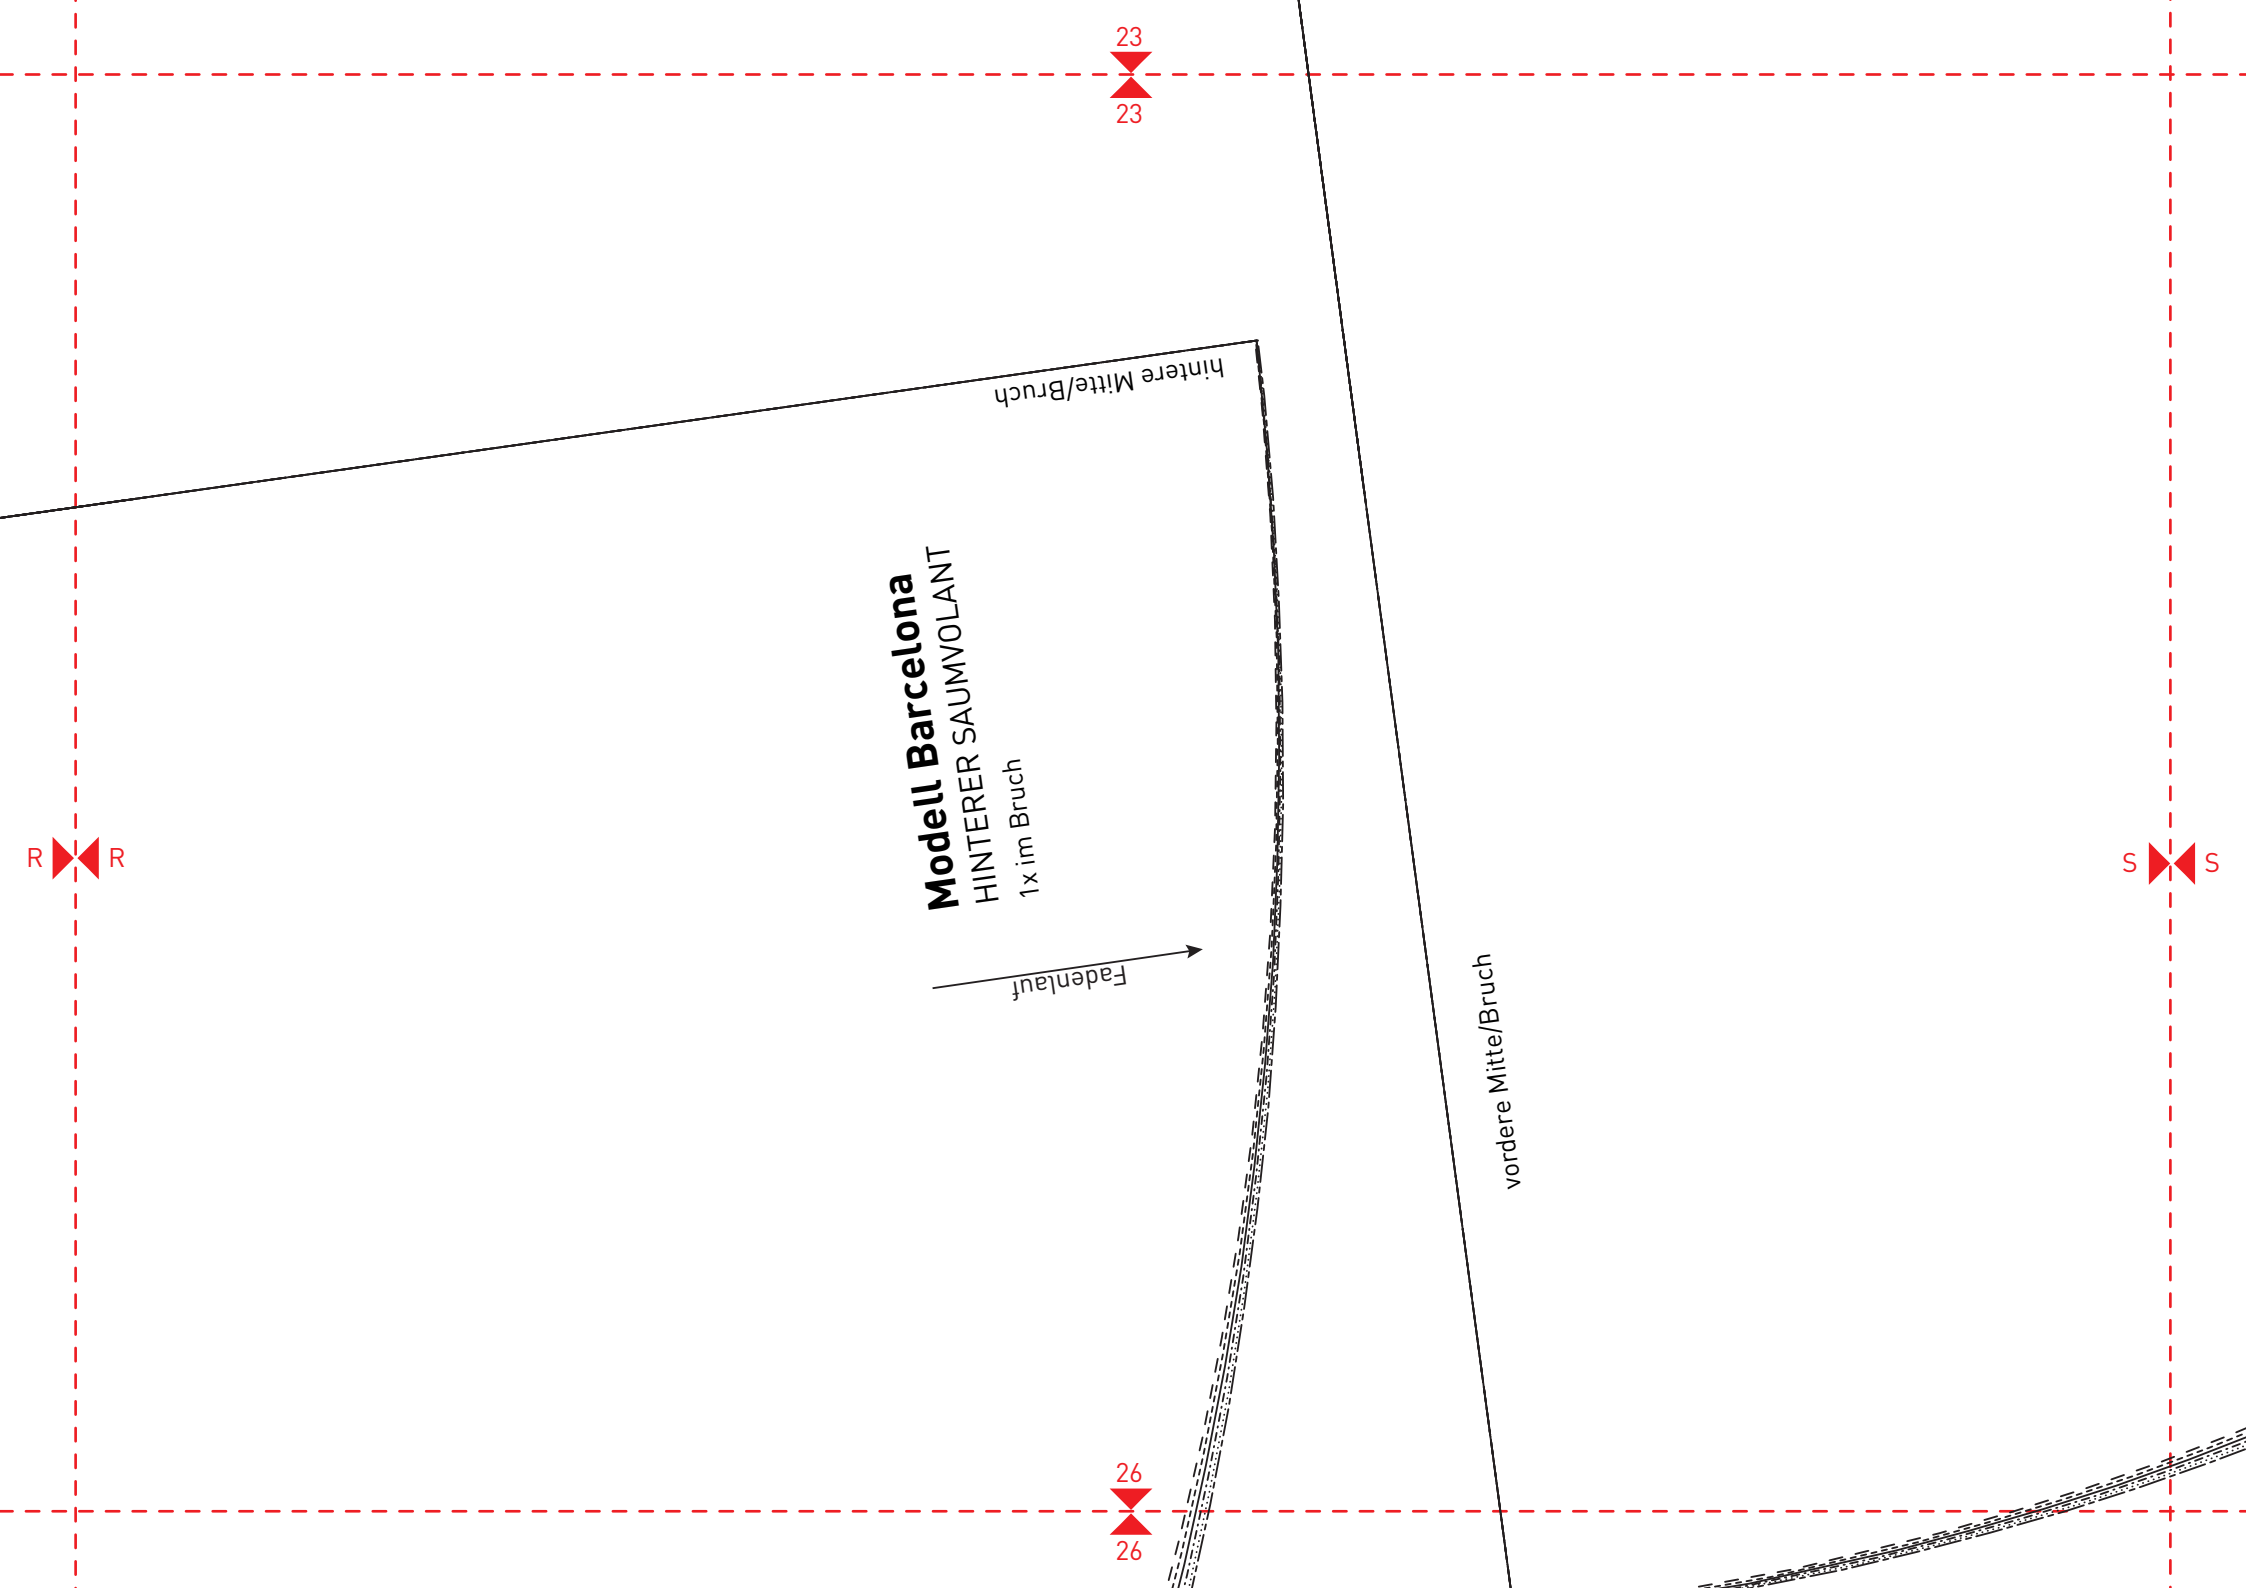 23
23
hintere Mitte/Bruch
Modell Barcelona
HINTERER SAUMVOLANT
1x im Bruch
Fadenlauf
R R
S S
vordere Mitte/Bruch
26
26